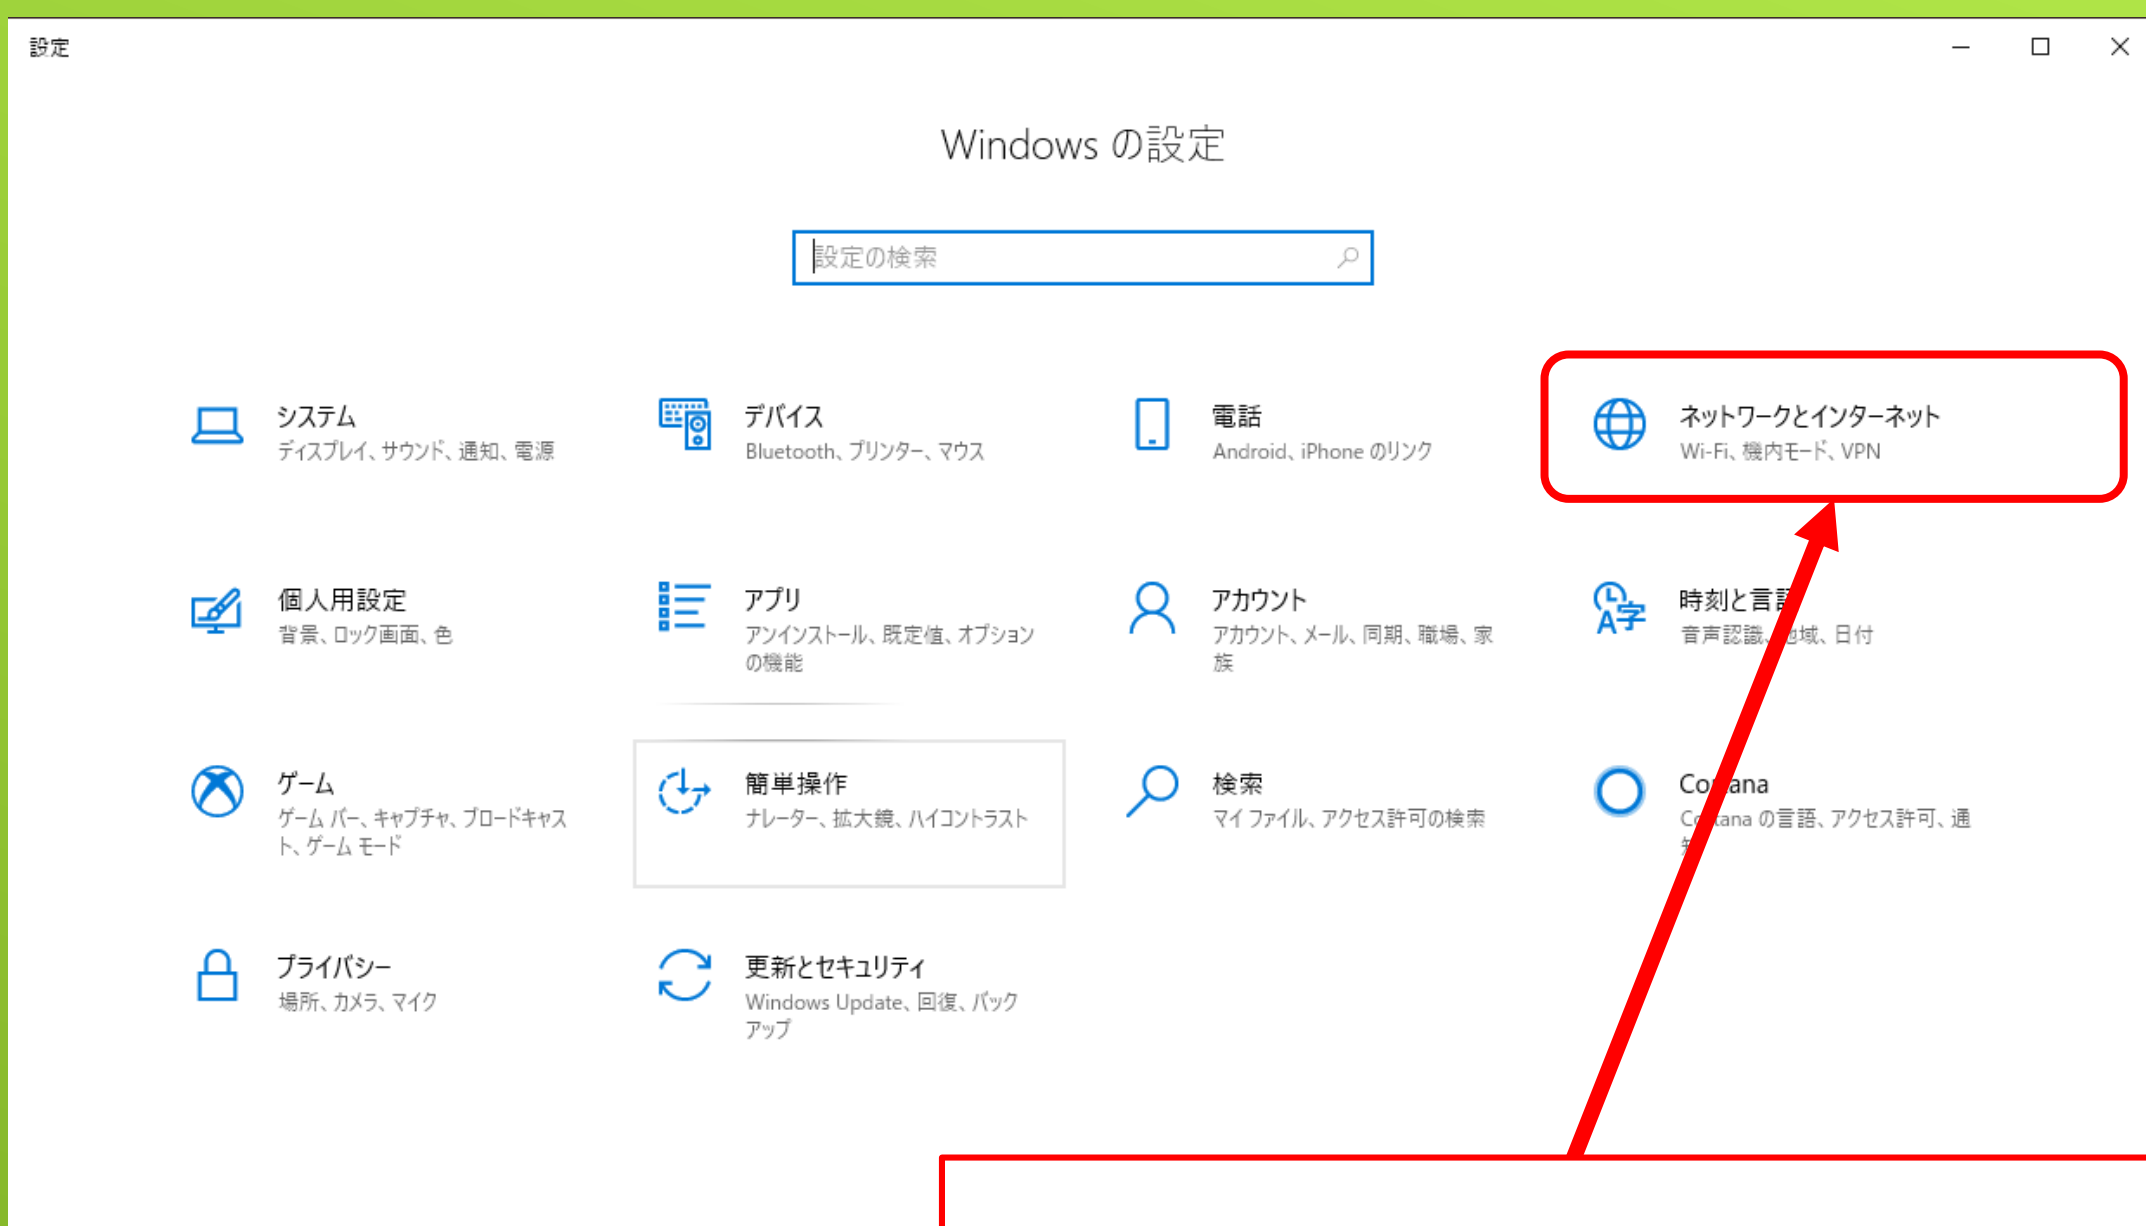 設定
Windows の設定
設定の検索
システム
ディスプレイ、サウンド、通知、電源
デバイス
Bluetooth、プリンター、マウス
電話
Android、iPhone のリンク
ネットワークとインターネット
Wi-Fi、機内モード、VPN
個人用設定
背景、ロック画面、色
アプリ
アンインストール、既定値、オプション
の機能
アカウント
アカウント、メール、同期、職場、家
族
時刻と言語
音声認識、地域、日付
ゲーム
ゲーム バー、キャプチャ、ブロードキャス
ト、ゲーム モード
簡単操作
ナレーター、拡大鏡、ハイコントラスト
検索
マイ ファイル、アクセス許可の検索
Cortana
Cortana の言語、アクセス許可、通
知
プライバシー
場所、カメラ、マイク
更新とセキュリティ
Windows Update、回復、バック
アップ